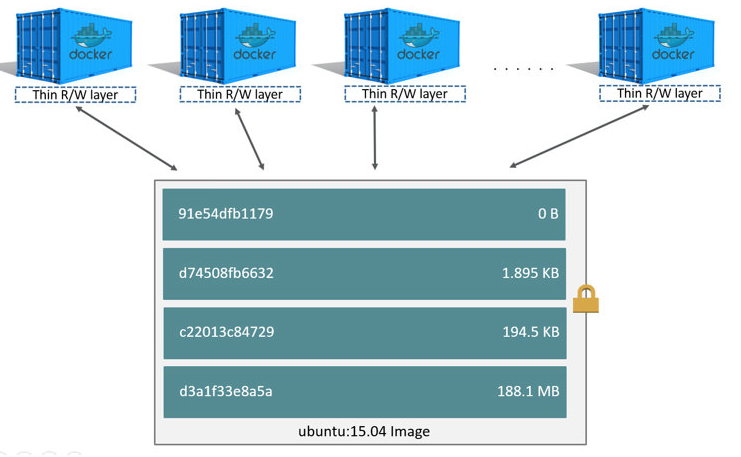 docker docker docker docker
Thin R/W layer Thin R/W layer Thin R/W layer Thin R/W layer
. . . . . .
91e54dfb1179 0 B
d74508fb6632 1.895 KB
c22013c84729 194.5 KB
d3a1f33e8a5a 188.1 MB
ubuntu:15.04 Image